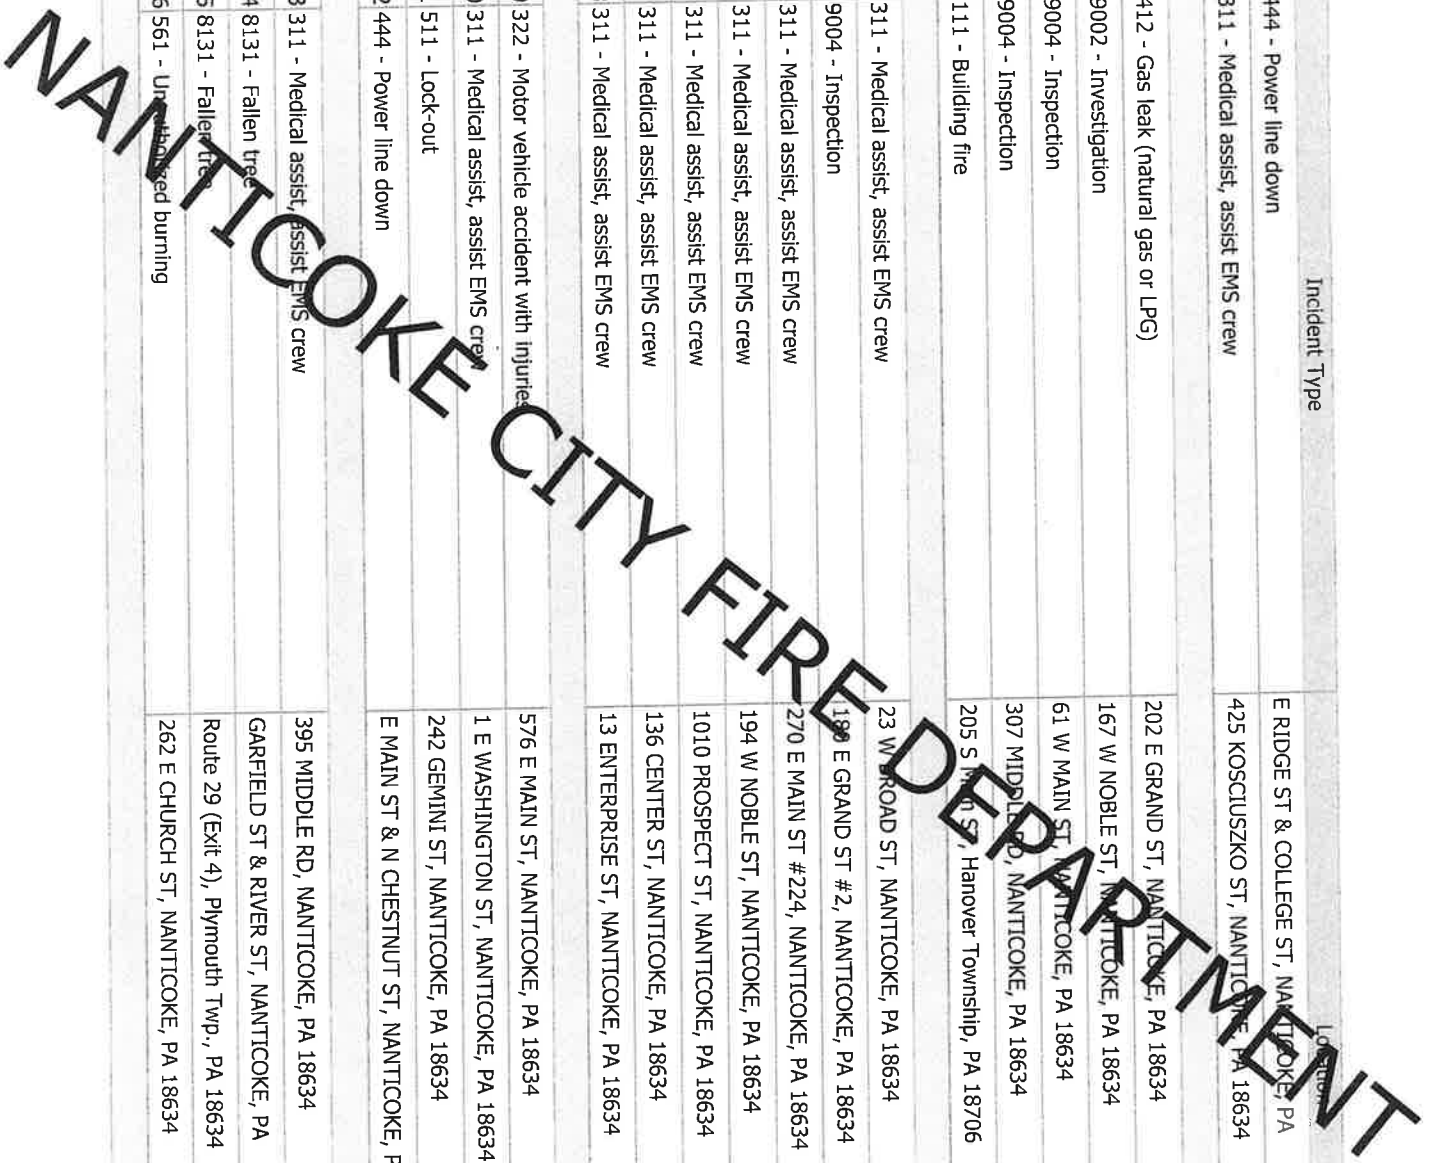 Incident Type Location
444 - Power line down E RIDGE ST & COLLEGE ST, NANTICOKE, PA
311 - Medical assist, assist EMS crew 425 KOSCIUSZKO ST, NANTICOKE, PA 18634
412 - Gas leak (natural gas or LPG) 202 E GRAND ST, NANTICOKE, PA 18634
9002 - Investigation 167 W NOBLE ST, NANTICOKE, PA 18634
9004 - Inspection 61 W MAIN ST, NANTICOKE, PA 18634
9004 - Inspection 307 MIDDLE RD, NANTICOKE, PA 18634
111 - Building fire 205 S Main ST, Hanover Township, PA 18706
311 - Medical assist, assist EMS crew 23 W BROAD ST, NANTICOKE, PA 18634
9004 - Inspection E GRAND ST #2, NANTICOKE, PA 18634
311 - Medical assist, assist EMS crew 270 E MAIN ST #224, NANTICOKE, PA 18634
311 - Medical assist, assist EMS crew 194 W NOBLE ST, NANTICOKE, PA 18634
311 - Medical assist, assist EMS crew 1010 PROSPECT ST, NANTICOKE, PA 18634
311 - Medical assist, assist EMS crew 136 CENTER ST, NANTICOKE, PA 18634
311 - Medical assist, assist EMS crew 13 ENTERPRISE ST, NANTICOKE, PA 18634
322 - Motor vehicle accident with injuries 576 E MAIN ST, NANTICOKE, PA 18634
311 - Medical assist, assist EMS crew 1 E WASHINGTON ST, NANTICOKE, PA 18634
511 - Lock-out 242 GEMINI ST, NANTICOKE, PA 18634
2 444 - Power line down E MAIN ST & N CHESTNUT ST, NANTICOKE, P
3 311 - Medical assist, assist EMS crew 395 MIDDLE RD, NANTICOKE, PA 18634
4 8131 - Fallen tree GARFIELD ST & RIVER ST, NANTICOKE, PA
5 8131 - Fallen tree Route 29 (Exit 4), Plymouth Twp., PA 18634
6 561 - Unauthorized burning 262 E CHURCH ST, NANTICOKE, PA 18634
NANTICOKE CITY FIRE DEPARTMENT